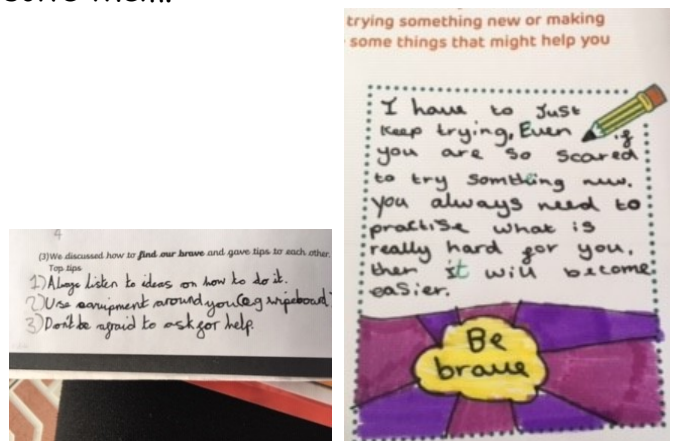 trying something new or making
some things that might help you
I have to Just
Keep trying, Even if
you are so scared
to try somthing new.
you always need to
practise what is
really hard for you,
then it will become
easier.
Be
brave
4
(3)We discussed how to find our brave and gave tips to each other.
Top tips
1) Always listen to ideas on how to do it.
2) Use equipment around you (e.g wipeboard)
3) Don't be afraid to ask for help.